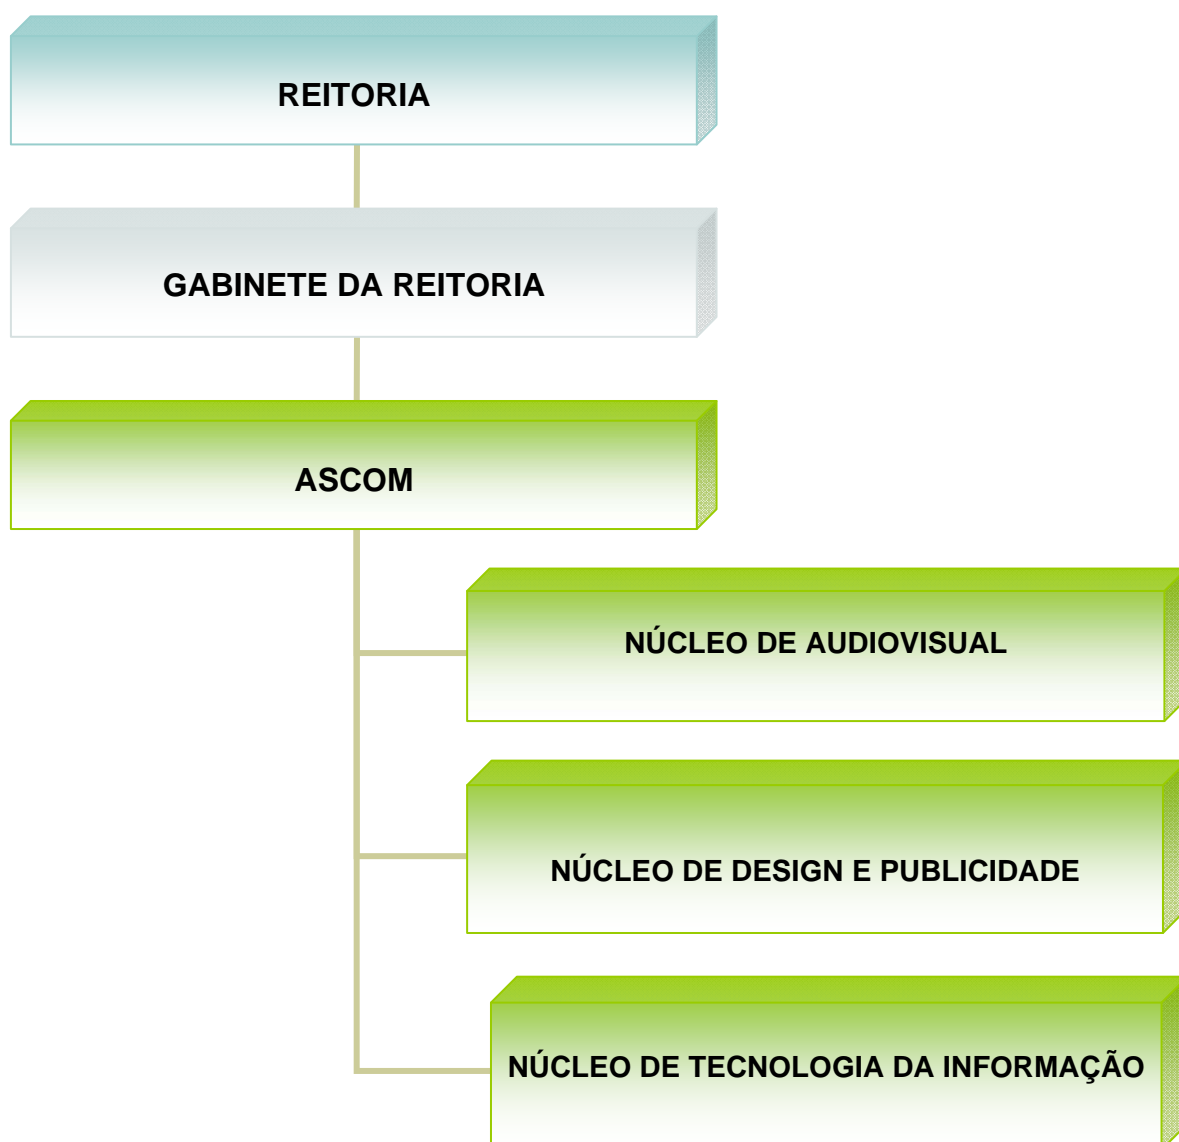 REITORIA
GABINETE DA REITORIA
ASCOM
NÚCLEO DE AUDIOVISUAL
NÚCLEO DE DESIGN E PUBLICIDADE
NÚCLEO DE TECNOLOGIA DA INFORMAÇÃO